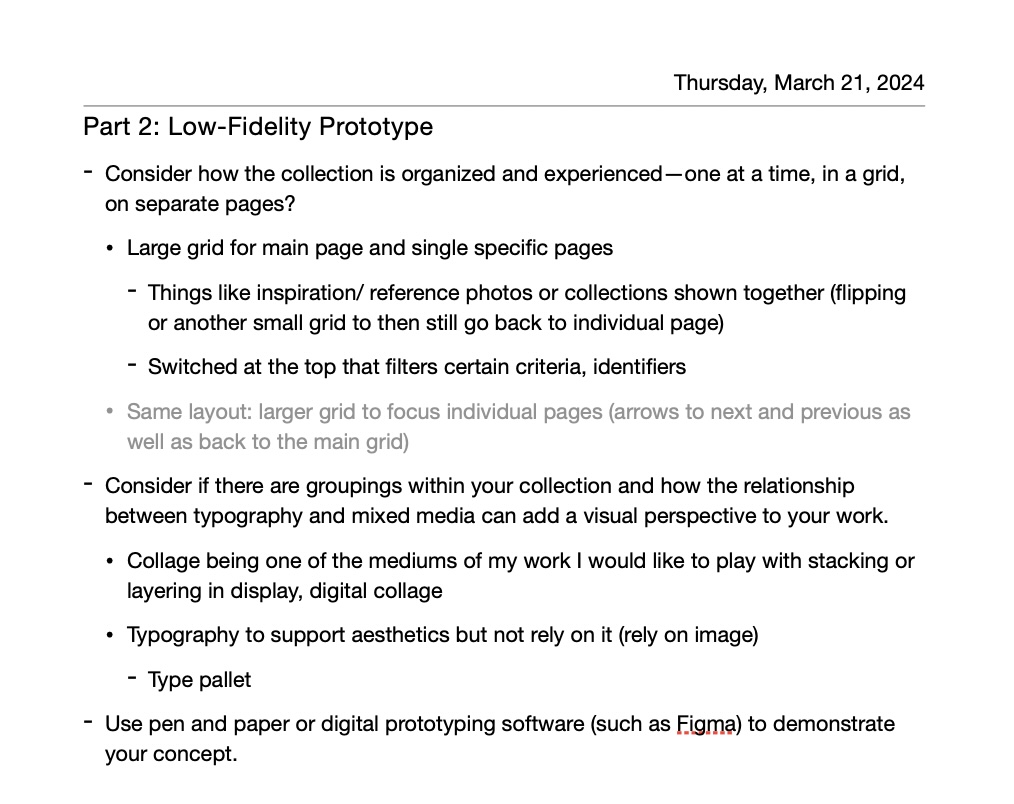 Thursday, March 21, 2024
Part 2: Low-Fidelity Prototype
- Consider how the collection is organized and experienced—one at a time, in a grid,
on separate pages?
• Large grid for main page and single specific pages
- Things like inspiration/ reference photos or collections shown together (flipping
or another small grid to then still go back to individual page)
- Switched at the top that filters certain criteria, identifiers
• Same layout: larger grid to focus individual pages (arrows to next and previous as
well as back to the main grid)
- Consider if there are groupings within your collection and how the relationship
between typography and mixed media can add a visual perspective to your work.
• Collage being one of the mediums of my work I would like to play with stacking or
layering in display, digital collage
• Typography to support aesthetics but not rely on it (rely on image)
- Type pallet
- Use pen and paper or digital prototyping software (such as Figma) to demonstrate
your concept.